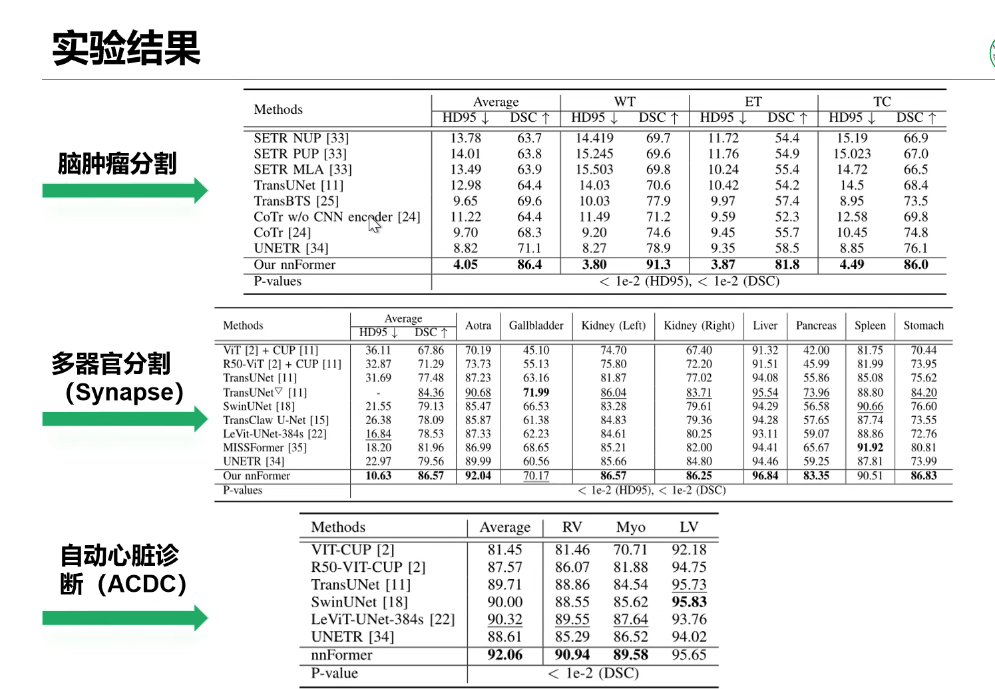 实验结果
脑肿瘤分割
Methods Average WT ET TC
HD95 ↓ DSC ↑ HD95 ↓ DSC ↑ HD95 ↓ DSC ↑ HD95 ↓ DSC ↑
SETR NUP [33] 13.78 63.7 14.419 69.7 11.72 54.4 15.19 66.9
SETR PUP [33] 14.01 63.8 15.245 69.6 11.76 54.9 15.023 67.0
SETR MLA [33] 13.49 63.9 15.503 69.8 10.24 55.4 14.72 66.5
TransUNet [11] 12.98 64.4 14.03 70.6 10.42 54.2 14.5 68.4
TransBTS [25] 9.65 69.6 10.03 77.9 9.97 57.4 8.95 73.5
CoTr w/o CNN encoder [24] 11.22 64.4 11.49 71.2 9.59 52.3 12.58 69.8
CoTr [24] 9.70 68.3 9.20 74.6 9.45 55.7 10.45 74.8
UNETR [34] 8.82 71.1 8.27 78.9 9.35 58.5 8.85 76.1
Our nnFormer 4.05 86.4 3.80 91.3 3.87 81.8 4.49 86.0
P-values < 1e-2 (HD95), < 1e-2 (DSC)
多器官分割
（Synapse）
Methods Average Aotra Gallbladder Kidney (Left) Kidney (Right) Liver Pancreas Spleen Stomach
HD95 ↓ DSC ↑
ViT [2] + CUP [11] 36.11 67.86 70.19 45.10 74.70 67.40 91.32 42.00 81.75 70.44
R50-ViT [2] + CUP [11] 32.87 71.29 73.73 55.13 75.80 72.20 91.51 45.99 81.99 73.95
TransUNet [11] 31.69 77.48 87.23 63.16 81.87 77.02 94.08 55.86 85.08 75.62
TransUNet▽ [11] - 84.36 90.68 71.99 86.04 83.71 95.54 73.96 88.80 84.20
SwinUNet [18] 21.55 79.13 85.47 66.53 83.28 79.61 94.29 56.58 90.66 76.60
TransClaw U-Net [15] 26.38 78.09 85.87 61.38 84.83 79.36 94.28 57.65 87.74 73.55
LeVit-UNet-384s [22] 16.84 78.53 87.33 62.23 84.61 80.25 93.11 59.07 88.86 72.76
MISSFormer [35] 18.20 81.96 86.99 68.65 85.21 82.00 94.41 65.67 91.92 80.81
UNETR [34] 22.97 79.56 89.99 60.56 85.66 84.80 94.46 59.25 87.81 73.99
Our nnFormer 10.63 86.57 92.04 70.17 86.57 86.25 96.84 83.35 90.51 86.83
P-values < 1e-2 (HD95), < 1e-2 (DSC)
自动心脏诊
断（ACDC）
Methods Average RV Myo LV
VIT-CUP [2] 81.45 81.46 70.71 92.18
R50-VIT-CUP [2] 87.57 86.07 81.88 94.75
TransUNet [11] 89.71 88.86 84.54 95.73
SwinUNet [18] 90.00 88.55 85.62 95.83
LeViT-UNet-384s [22] 90.32 89.55 87.64 93.76
UNETR [34] 88.61 85.29 86.52 94.02
nnFormer 92.06 90.94 89.58 95.65
P-value < 1e-2 (DSC)